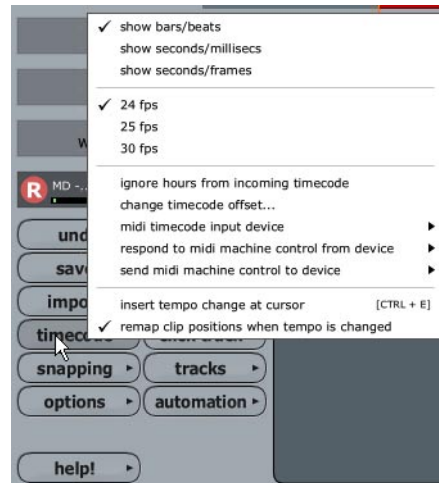 ✓ show bars/beats
show seconds/millisecs
show seconds/frames
✓ 24 fps
25 fps
30 fps
ignore hours from incoming timecode
change timecode offset...
midi timecode input device
respond to midi machine control from device
send midi machine control to device
insert tempo change at cursor [CTRL + E]
✓ remap clip positions when tempo is changed
W
R MD -..
und
sav
impo
timecode
snapping tracks
options automation
help!